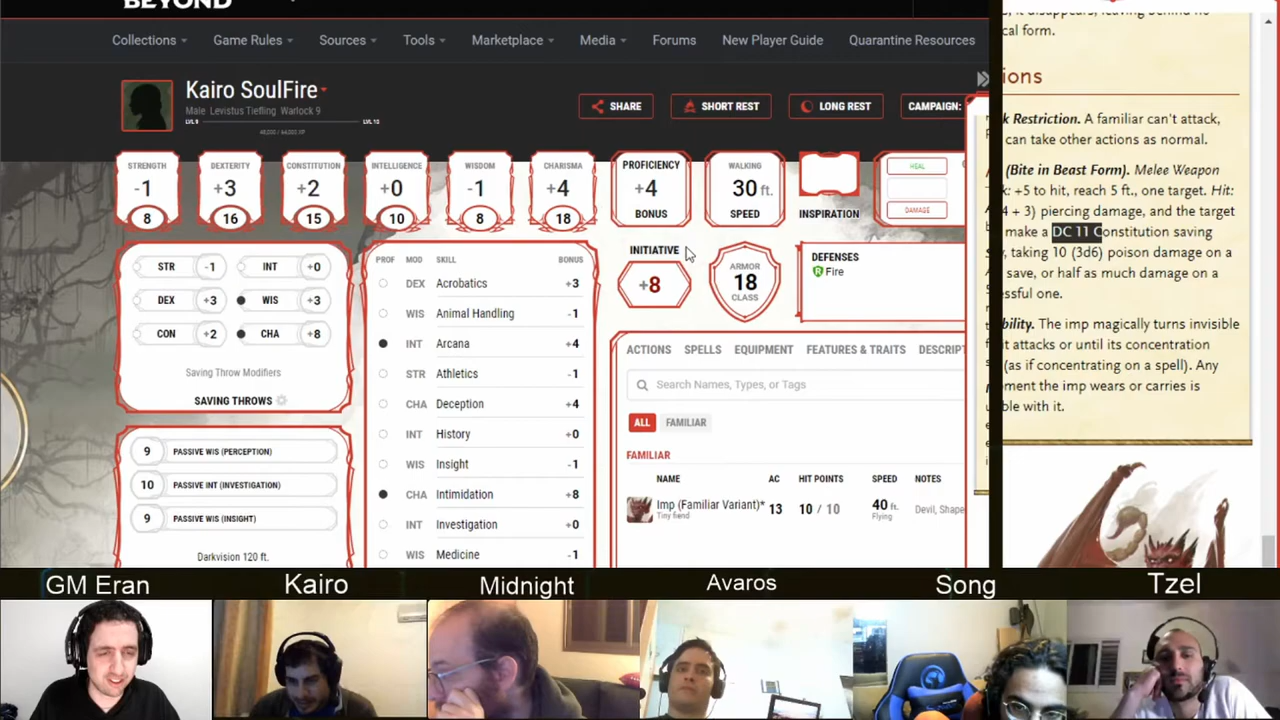 BEYOND
Collections Game Rules Sources Tools Marketplace Media Forums New Player Guide Quarantine Resources
Kairo SoulFire
Male Levistus Tiefling Warlock 9
LVL 9 LVL 10
SHARE SHORT REST LONG REST CAMPAIGN:
STRENGTH DEXTERITY CONSTITUTION INTELLIGENCE WISDOM CHARISMA PROFICIENCY WALKING
-1 +3 +2 +0 -1 +4 +4 30 ft.
8 16 15 10 8 18 BONUS SPEED INSPIRATION
HEAL
DAMAGE
STR -1 INT +0
DEX +3 WIS +3
CON +2 CHA +8
Saving Throw Modifiers
SAVING THROWS
9 PASSIVE WIS (PERCEPTION)
10 PASSIVE INT (INVESTIGATION)
9 PASSIVE WIS (INSIGHT)
Darkvision 120 ft.
PROF MOD SKILL BONUS
DEX Acrobatics +3
WIS Animal Handling -1
INT Arcana +4
STR Athletics -1
CHA Deception +4
INT History +0
WIS Insight -1
CHA Intimidation +8
INT Investigation +0
WIS Medicine -1
INITIATIVE
+8
ARMOR
18
CLASS
DEFENSES
Fire
ACTIONS SPELLS EQUIPMENT FEATURES & TRAITS DESCRIPT
Search Names, Types, or Tags
ALL FAMILIAR
FAMILIAR
NAME AC HIT POINTS SPEED NOTES
Imp (Familiar Variant)* 13 10 / 10 40 ft. Devil, Shape
Tiny fiend Flying
cal form.
ions
k Restriction. A familiar can't attack,
can take other actions as normal.
(Bite in Beast Form). Melee Weapon
k: +5 to hit, reach 5 ft., one target. Hit:
4 + 3) piercing damage, and the target
make a DC 11 Constitution saving
, taking 10 (3d6) poison damage on a
save, or half as much damage on a
essful one.
bility. The imp magically turns invisible
it attacks or until its concentration
(as if concentrating on a spell). Any
ment the imp wears or carries is
ble with it.
GM Eran Kairo Midnight Avaros Song Tzel